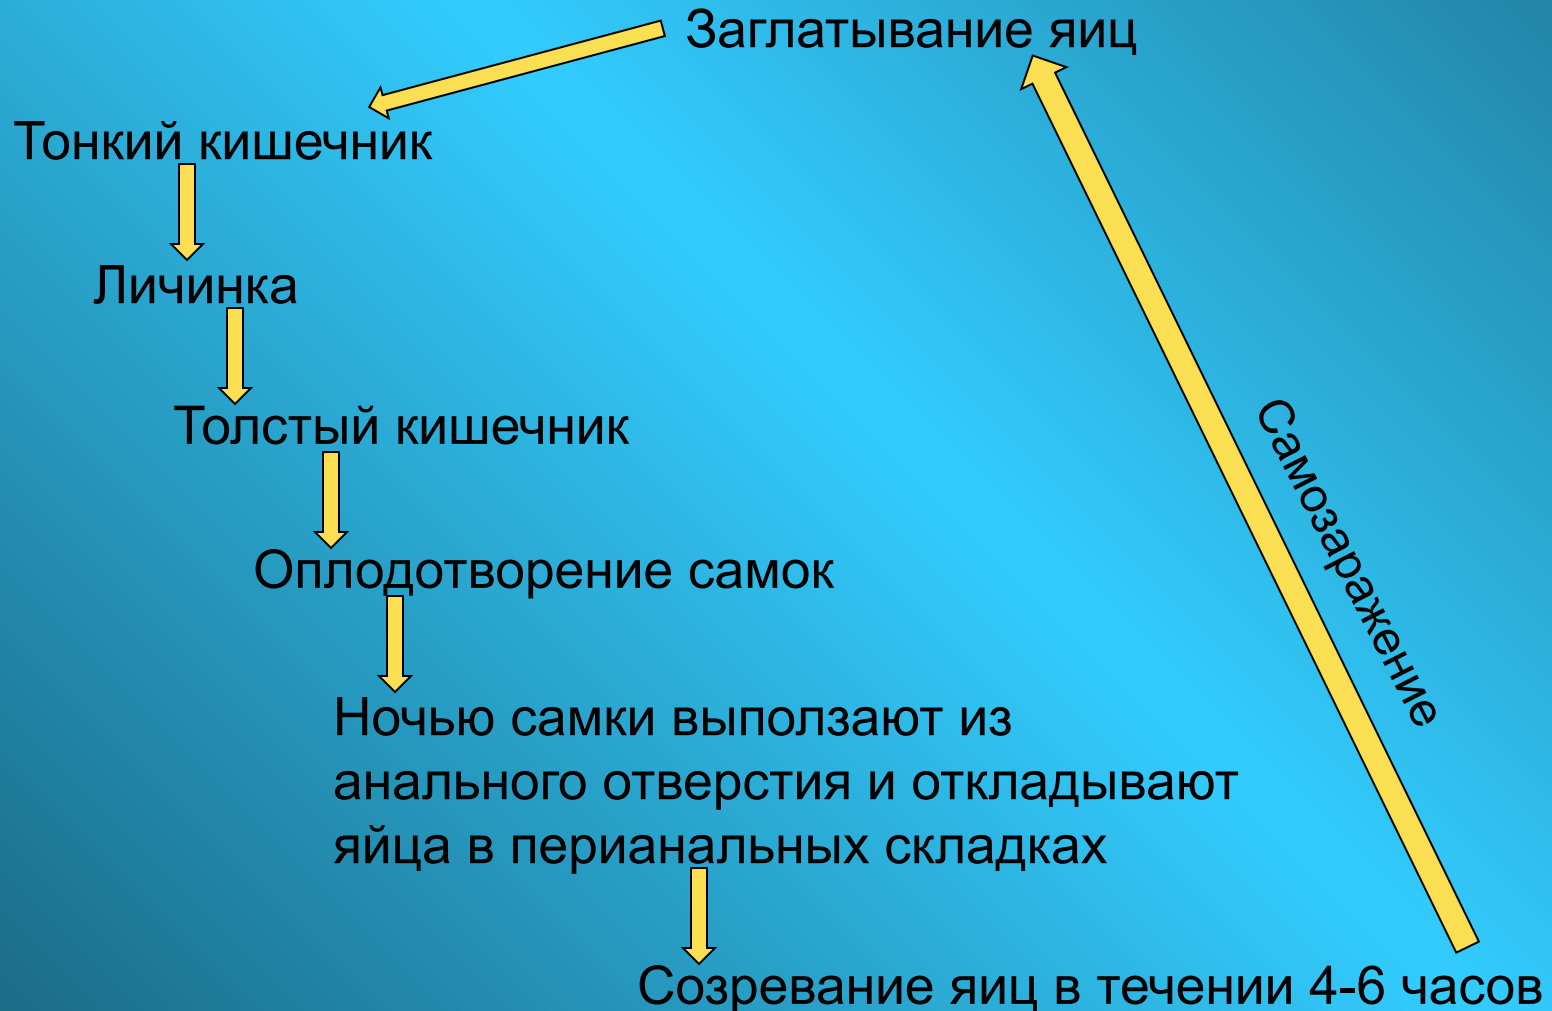 Заглатывание яиц
Тонкий кишечник
Личинка
Толстый кишечник
Оплодотворение самок
Ночью самки выползают из
анального отверстия и откладывают
яйца в перианальных складках
Созревание яиц в течении 4-6 часов
Самозаражение